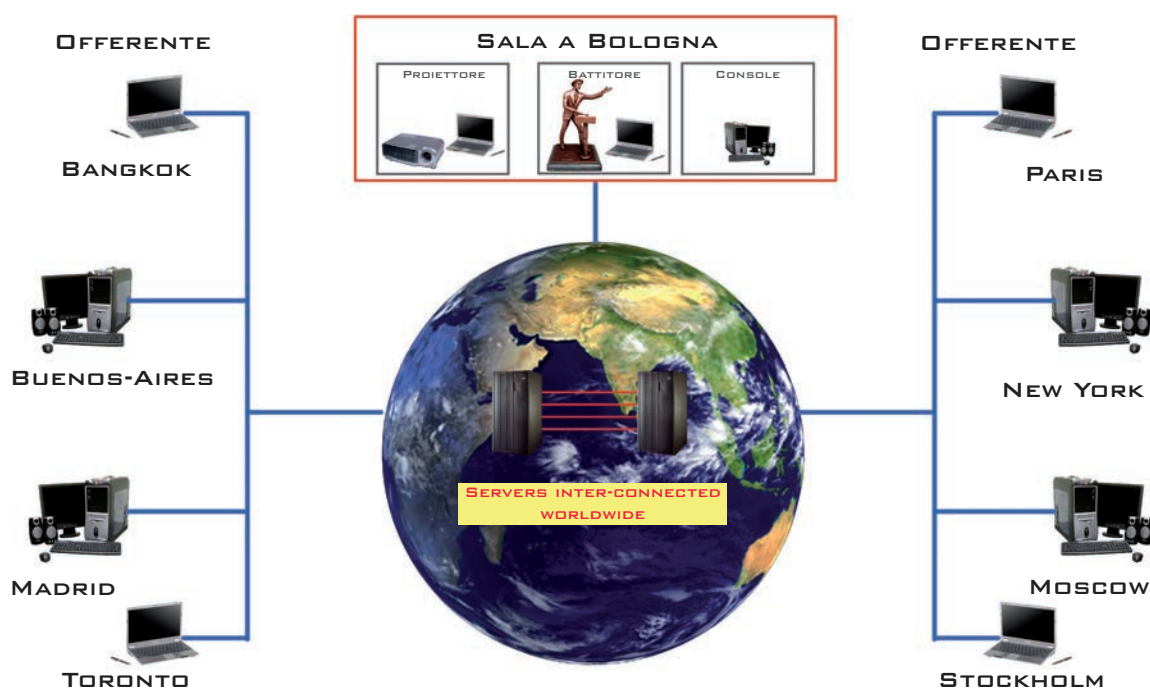 OFFERENTE
BANGKOK
BUENOS-AIRES
MADRID
TORONTO
SALA A BOLOGNA
PROIETTORE
BATTITORE
CONSOLE
SERVERS INTER-CONNECTED
WORLDWIDE
OFFERENTE
PARIS
NEW YORK
MOSCOW
STOCKHOLM